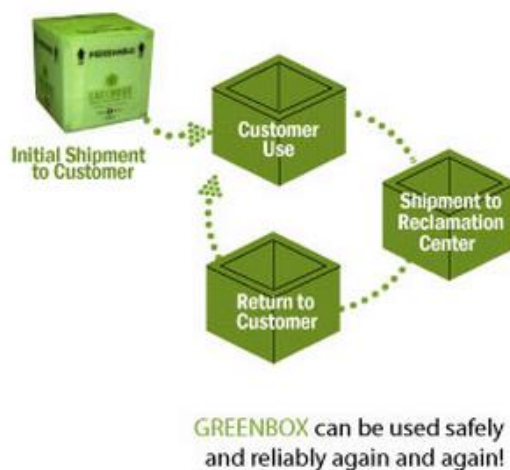 PERISHABLE
Initial Shipment
to Customer
Customer
Use
Shipment to
Reclamation
Center
Return to
Customer
GREENBOX can be used safely
and reliably again and again!